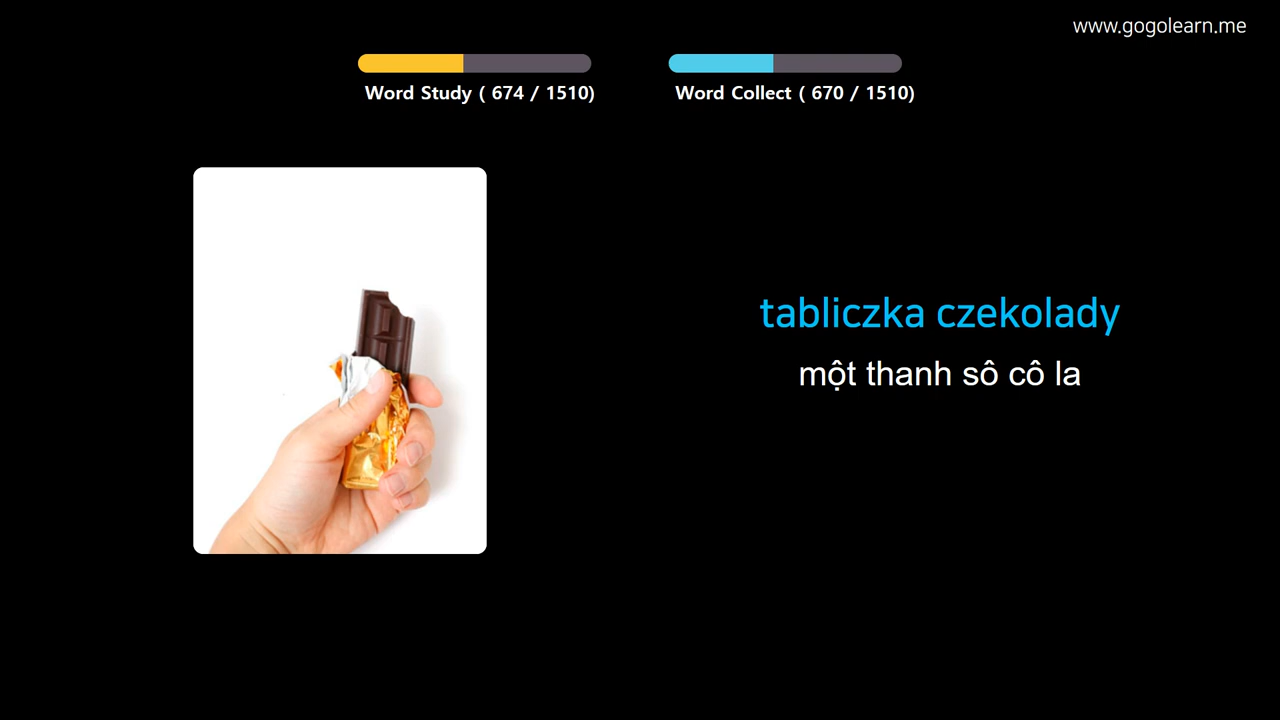 www.gogolearn.me
Word Study ( 674 / 1510)
Word Collect ( 670 / 1510)
tabliczka czekolady
một thanh sô cô la